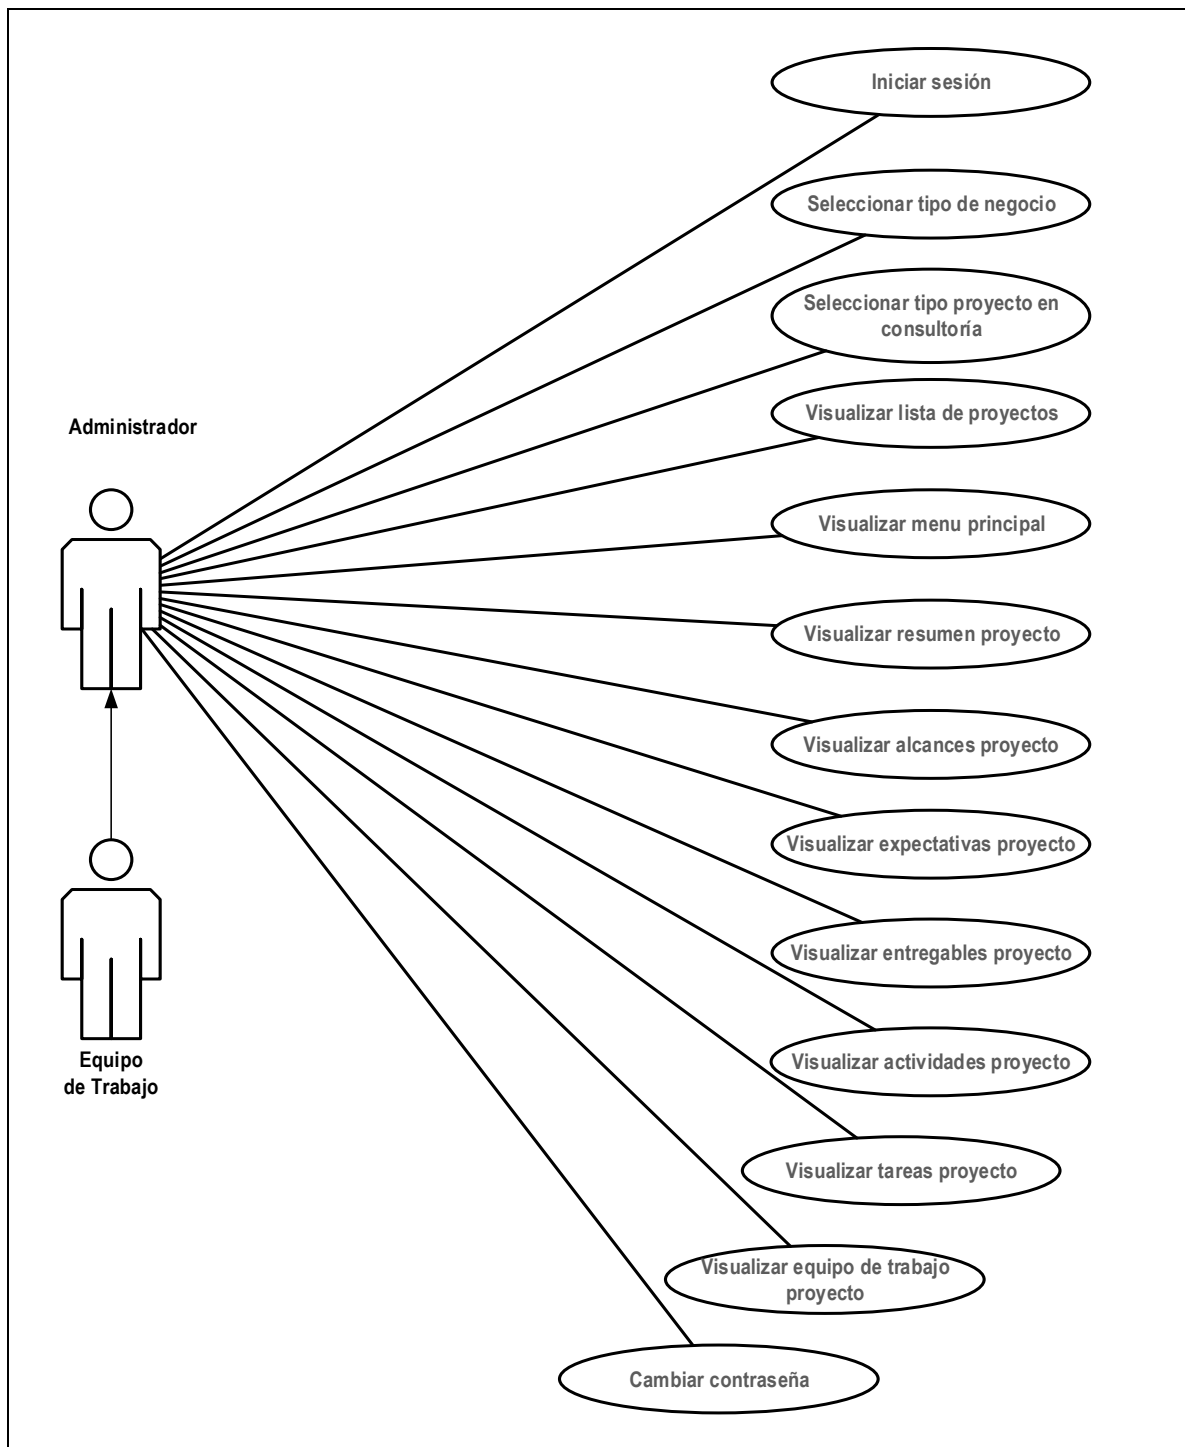 Iniciar sesión
Seleccionar tipo de negocio
Seleccionar tipo proyecto en
consultoría
Visualizar lista de proyectos
Administrador
Visualizar menu principal
Visualizar resumen proyecto
Visualizar alcances proyecto
Visualizar expectativas proyecto
Visualizar entregables proyecto
Visualizar actividades proyecto
Equipo
de Trabajo
Visualizar tareas proyecto
Visualizar equipo de trabajo
proyecto
Cambiar contraseña